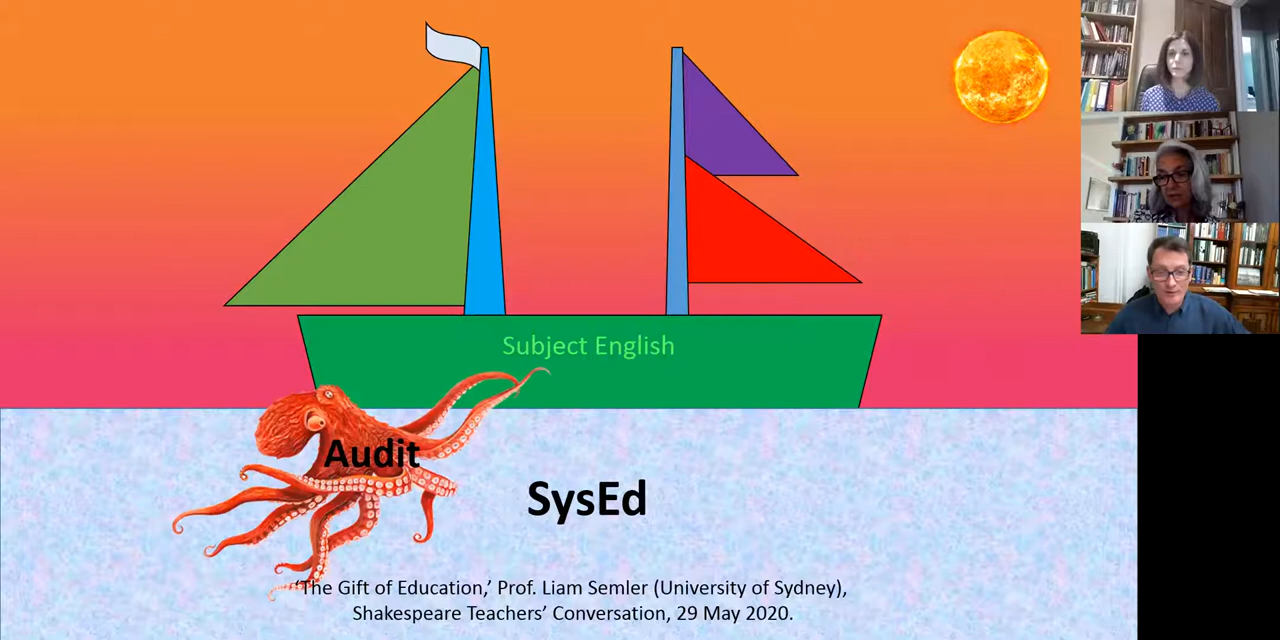 Subject English
Audit
SysEd
‘The Gift of Education,’ Prof. Liam Semler (University of Sydney),
Shakespeare Teachers’ Conversation, 29 May 2020.